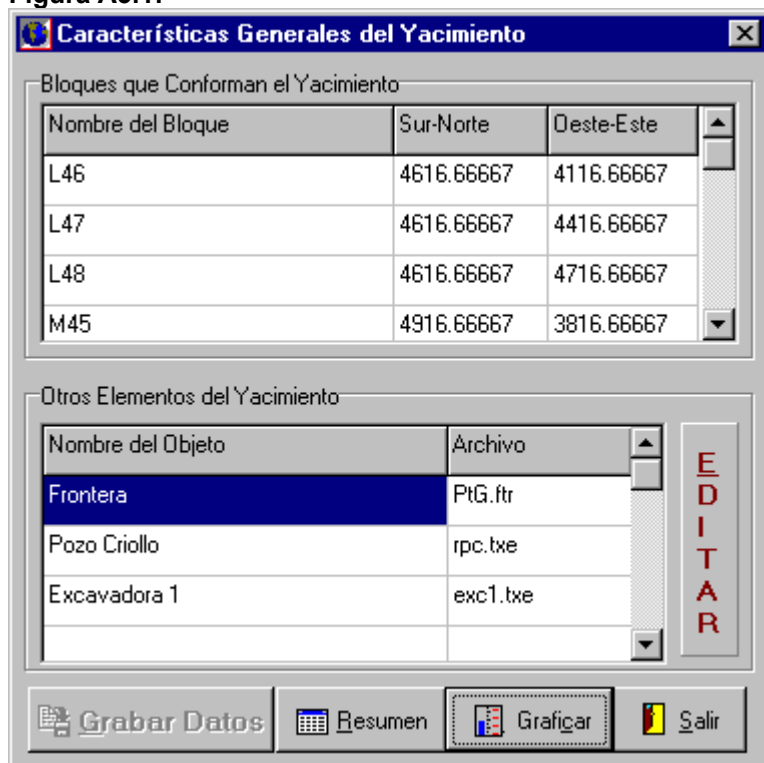 Características Generales del Yacimiento
Bloques que Conforman el Yacimiento
Nombre del Bloque Sur-Norte Oeste-Este
L46 4616.66667 4116.66667
L47 4616.66667 4416.66667
L48 4616.66667 4716.66667
M45 4916.66667 3816.66667
Otros Elementos del Yacimiento
Nombre del Objeto Archivo
Frontera PtG.ftr
Pozo Criollo rpc.txe
Excavadora 1 exc1.txe
EDITAR
Grabar Datos Resumen Graficar Salir